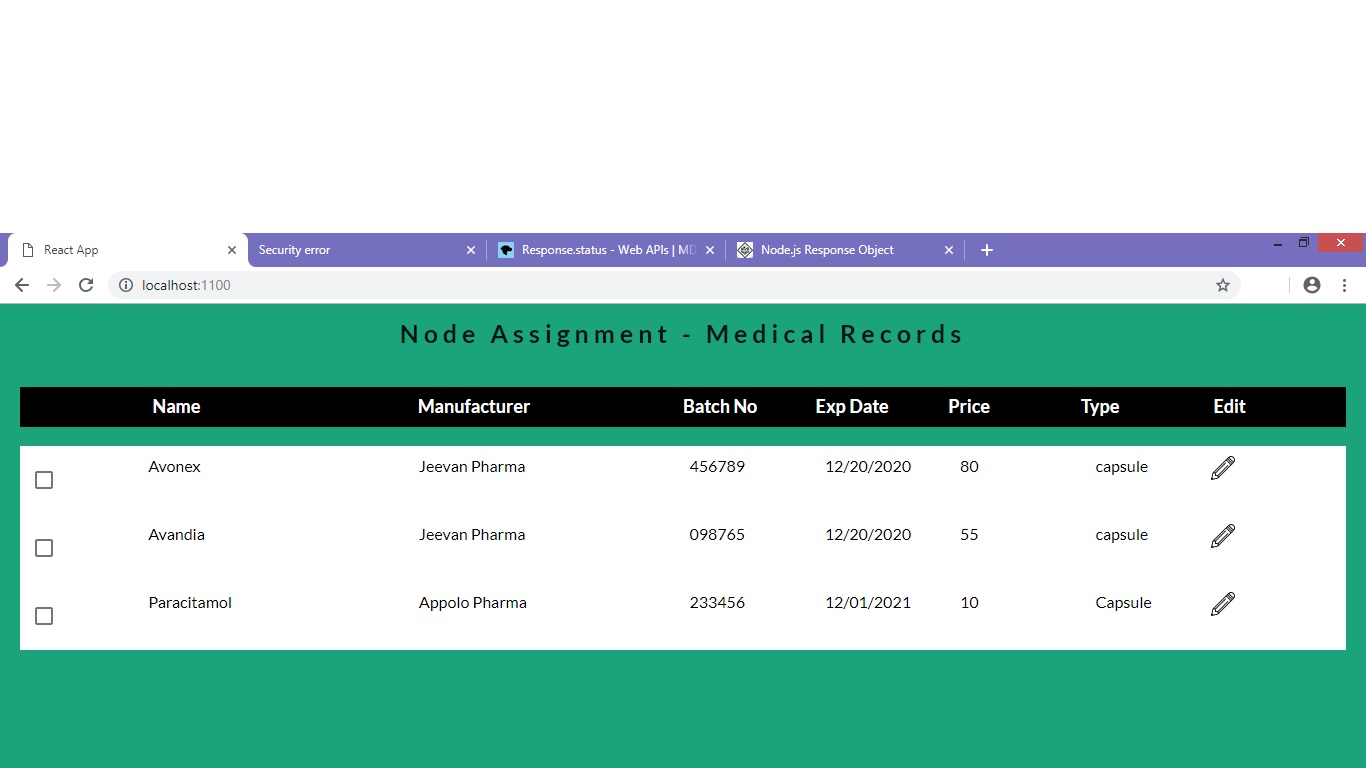 React App
Security error
Response.status - Web APIs | MD
Node.js Response Object
localhost:1100
Node Assignment - Medical Records
Name Manufacturer Batch No Exp Date Price Type Edit
Avonex Jeevan Pharma 456789 12/20/2020 80 capsule
Avandia Jeevan Pharma 098765 12/20/2020 55 capsule
Paracitamol Appolo Pharma 233456 12/01/2021 10 Capsule